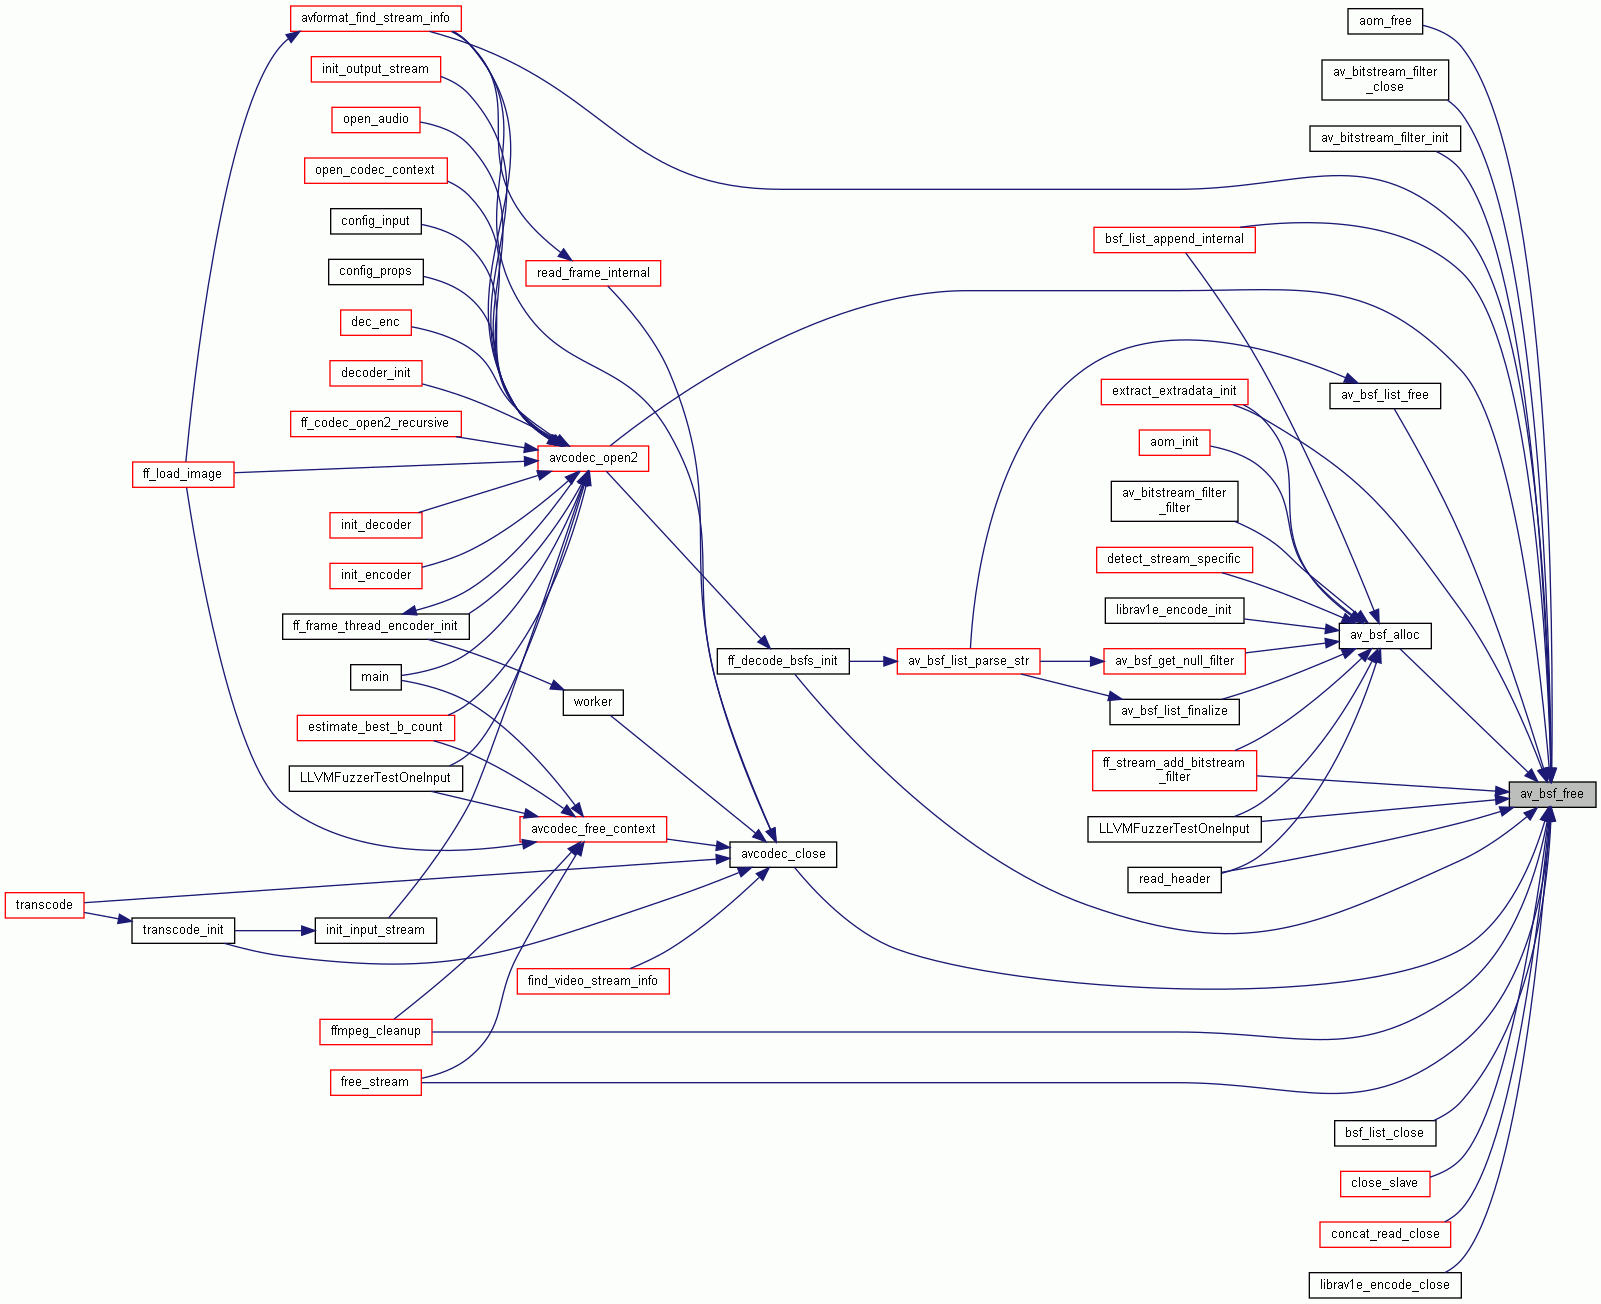 avformat_find_stream_info
aom_free
init_output_stream
av_bitstream_filter
_close
open_audio
av_bitstream_filter_init
open_codec_context
config_input
bsf_list_append_internal
config_props
read_frame_internal
dec_enc
decoder_init
extract_extradata_init
av_bsf_list_free
ff_codec_open2_recursive
aom_init
avcodec_open2
ff_load_image
av_bitstream_filter
_filter
init_decoder
detect_stream_specific
init_encoder
librav1e_encode_init
ff_frame_thread_encoder_init
av_bsf_alloc
ff_decode_bsfs_init
av_bsf_list_parse_str
av_bsf_get_null_filter
main
worker
av_bsf_list_finalize
estimate_best_b_count
ff_stream_add_bitstream
_filter
LLVMFuzzerTestOneInput
av_bsf_free
avcodec_free_context
LLVMFuzzerTestOneInput
avcodec_close
read_header
transcode
transcode_init
init_input_stream
find_video_stream_info
ffmpeg_cleanup
free_stream
bsf_list_close
close_slave
concat_read_close
librav1e_encode_close